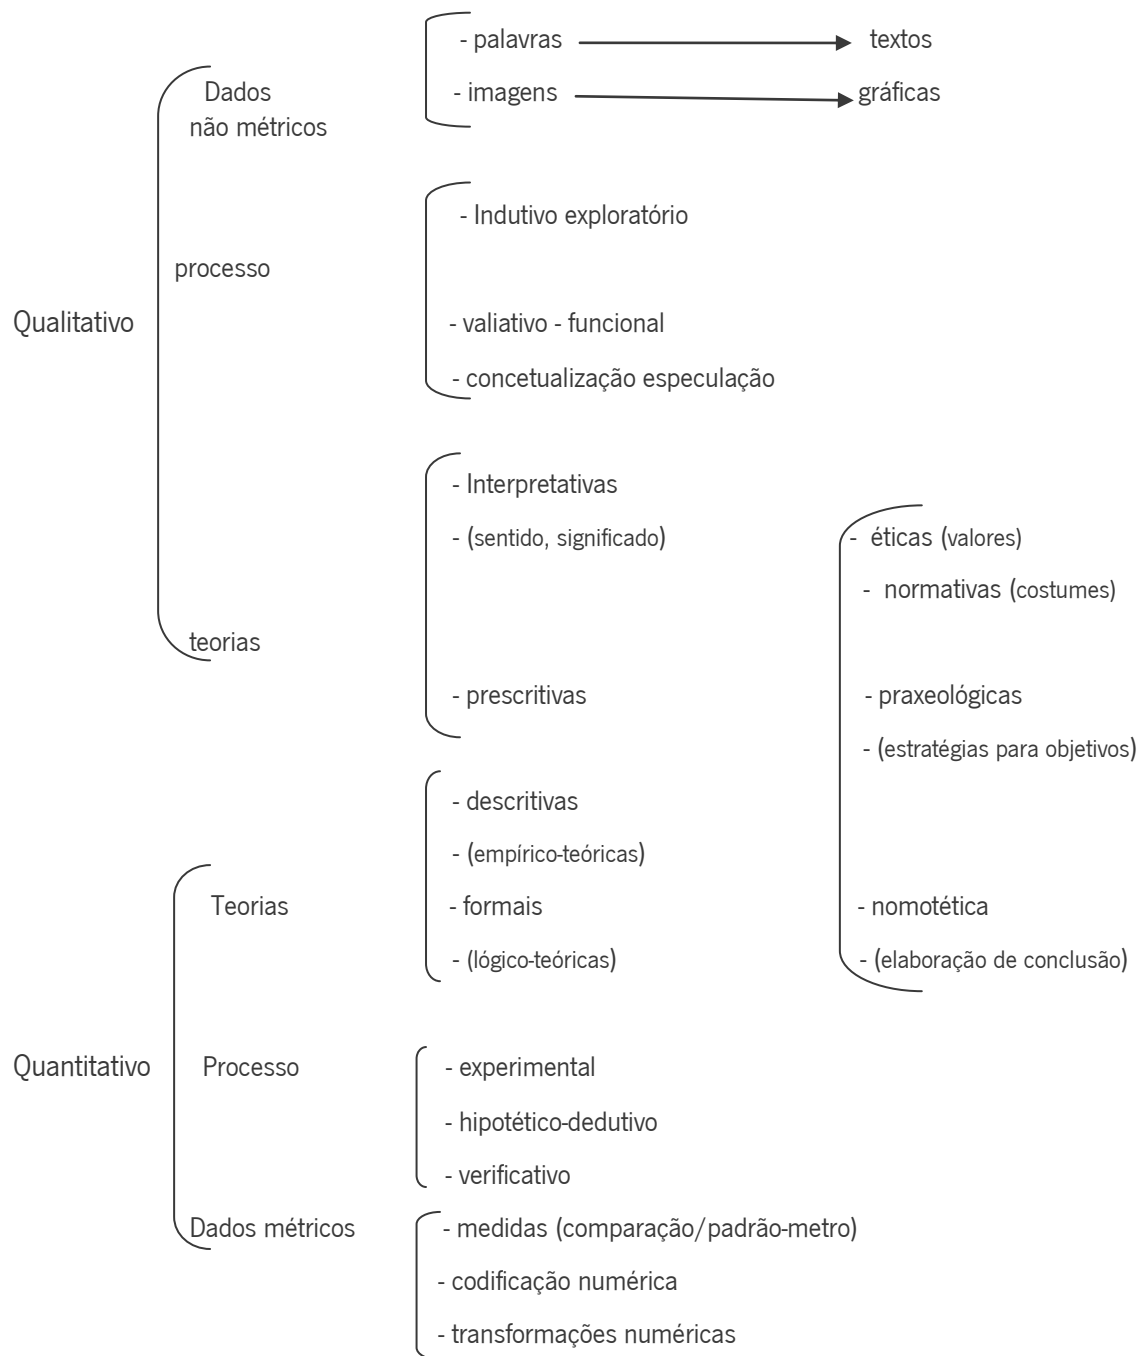 - palavras textos
Dados - imagens gráficas
não métricos
- Indutivo exploratório
processo
Qualitativo - valiativo - funcional
- concetualização especulação
- Interpretativas
- (sentido, significado) - éticas (valores)
- normativas (costumes)
teorias
- prescritivas - praxeológicas
- (estratégias para objetivos)
- descritivas
- (empírico-teóricas)
Teorias - formais - nomotética
- (lógico-teóricas) - (elaboração de conclusão)
Quantitativo Processo - experimental
- hipotético-dedutivo
- verificativo
Dados métricos - medidas (comparação/padrão-metro)
- codificação numérica
- transformações numéricas